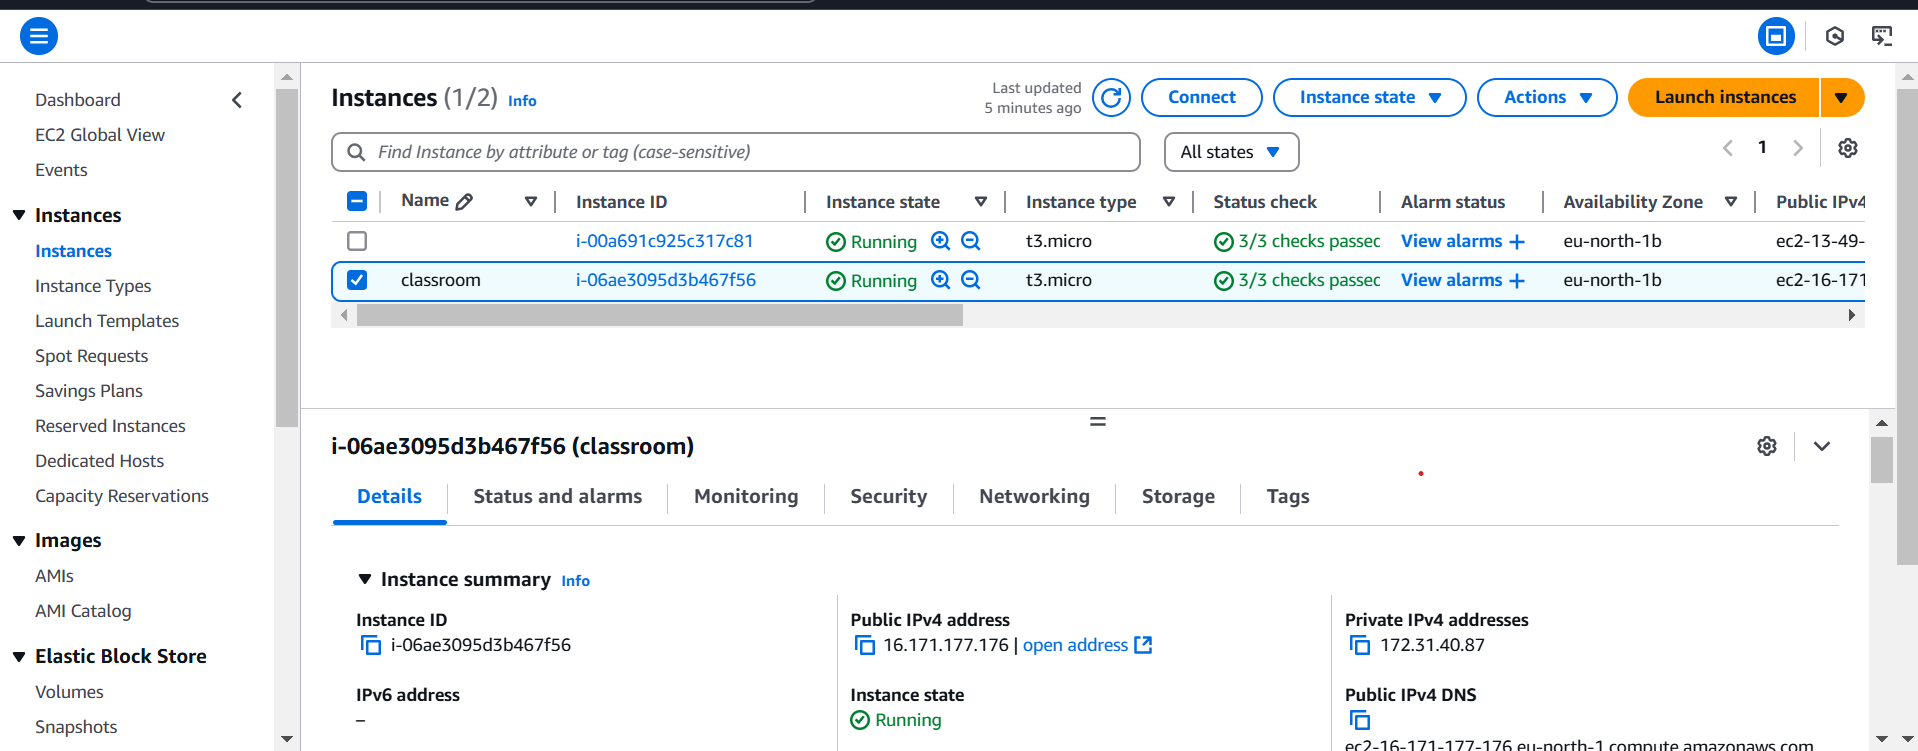 Dashboard
EC2 Global View
Events
Instances
Instances
Instance Types
Launch Templates
Spot Requests
Savings Plans
Reserved Instances
Dedicated Hosts
Capacity Reservations
Images
AMIs
AMI Catalog
Elastic Block Store
Volumes
Snapshots
Instances (1/2) Info
Last updated
5 minutes ago
Connect
Instance state
Actions
Launch instances
Find Instance by attribute or tag (case-sensitive)
All states
1
Name Instance ID Instance state Instance type Status check Alarm status Availability Zone Public IPv4
i-00a691c925c317c81 Running t3.micro 3/3 checks passed View alarms + eu-north-1b ec2-13-49-
classroom i-06ae3095d3b467f56 Running t3.micro 3/3 checks passed View alarms + eu-north-1b ec2-16-171
i-06ae3095d3b467f56 (classroom)
Details Status and alarms Monitoring Security Networking Storage Tags
Instance summary Info
Instance ID
i-06ae3095d3b467f56
Public IPv4 address
16.171.177.176 | open address
Private IPv4 addresses
172.31.40.87
IPv6 address
–
Instance state
Running
Public IPv4 DNS
ec2-16-171-177-176.eu-north-1.compute.amazonaws.com